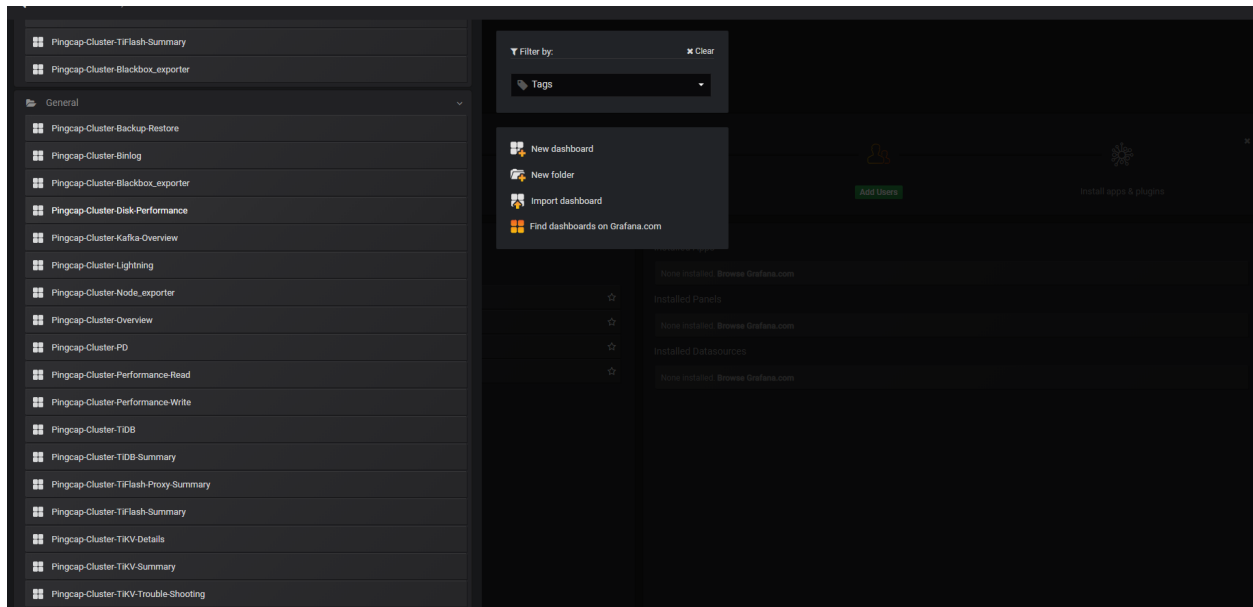 Pingcap-Cluster-TiFlash-Summary
Pingcap-Cluster-Blackbox_exporter
General
Pingcap-Cluster-Backup-Restore
Pingcap-Cluster-Binlog
Pingcap-Cluster-Blackbox_exporter
Pingcap-Cluster-Disk-Performance
Pingcap-Cluster-Kafka-Overview
Pingcap-Cluster-Lightning
Pingcap-Cluster-Node_exporter
Pingcap-Cluster-Overview
Pingcap-Cluster-PD
Pingcap-Cluster-Performance-Read
Pingcap-Cluster-Performance-Write
Pingcap-Cluster-TiDB
Pingcap-Cluster-TiDB-Summary
Pingcap-Cluster-TiFlash-Proxy-Summary
Pingcap-Cluster-TiFlash-Summary
Pingcap-Cluster-TiKV-Details
Pingcap-Cluster-TiKV-Summary
Pingcap-Cluster-TiKV-Trouble-Shooting
Filter by: Clear
Tags
New dashboard
New folder
Import dashboard
Find dashboards on Grafana.com
Add Users
Install apps & plugins
None installed. Browse Grafana.com
Installed Panels
None installed. Browse Grafana.com
Installed Datasources
None installed. Browse Grafana.com